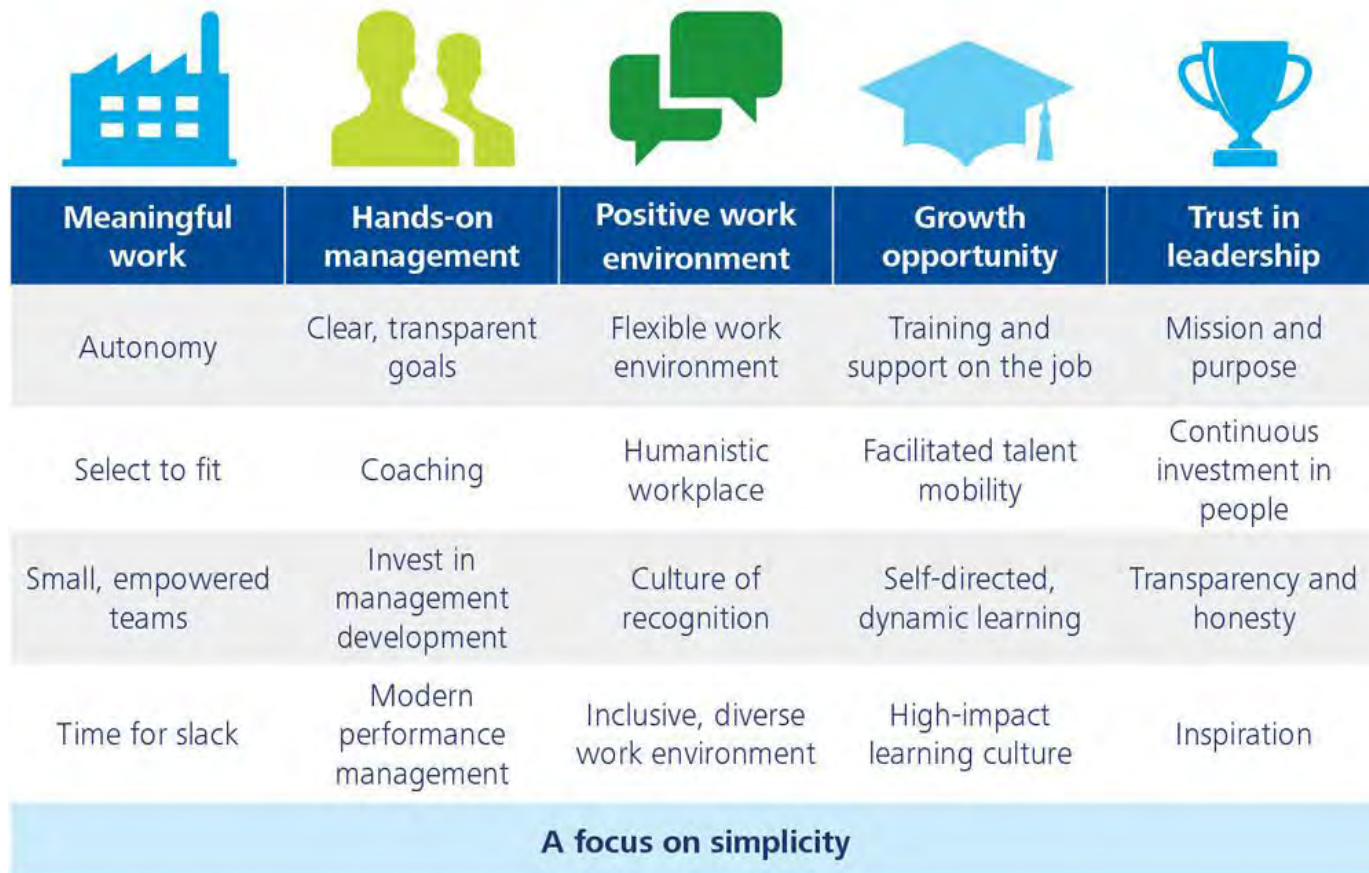 Meaningful
work
Hands-on
management
Positive work
environment
Growth
opportunity
Trust in
leadership
Autonomy
Clear, transparent
goals
Flexible work
environment
Training and
support on the job
Mission and
purpose
Select to fit
Coaching
Humanistic
workplace
Facilitated talent
mobility
Continuous
investment in
people
Small, empowered
teams
Invest in
management
development
Culture of
recognition
Self-directed,
dynamic learning
Transparency and
honesty
Time for slack
Modern
performance
management
Inclusive, diverse
work environment
High-impact
learning culture
Inspiration
A focus on simplicity